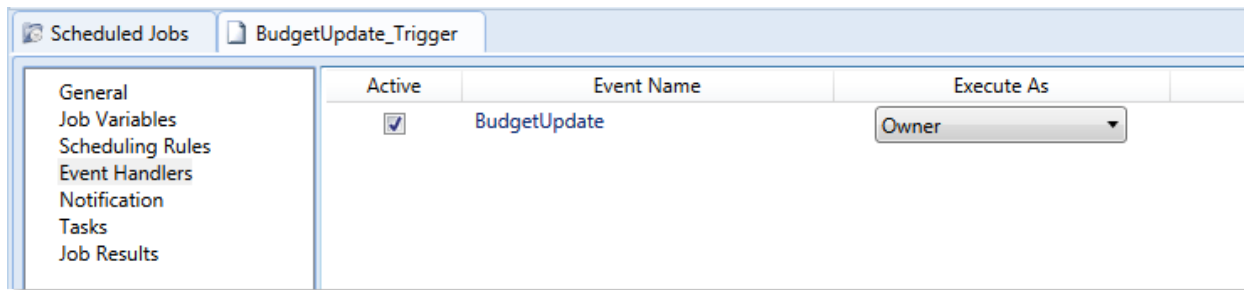 Scheduled Jobs BudgetUpdate_Trigger
General
Job Variables
Scheduling Rules
Event Handlers
Notification
Tasks
Job Results
Active Event Name Execute As
BudgetUpdate Owner